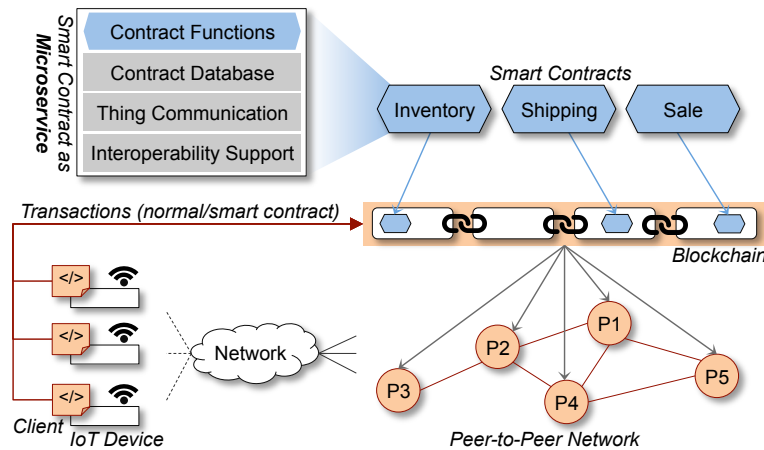 Smart Contract as
Microservice
Contract Functions
Contract Database
Thing Communication
Interoperability Support
Smart Contracts
Inventory
Shipping
Sale
Transactions (normal/smart contract)
Blockchain
</>
</>
</>
Client
IoT Device
Network
P1
P2
P3
P4
P5
Peer-to-Peer Network